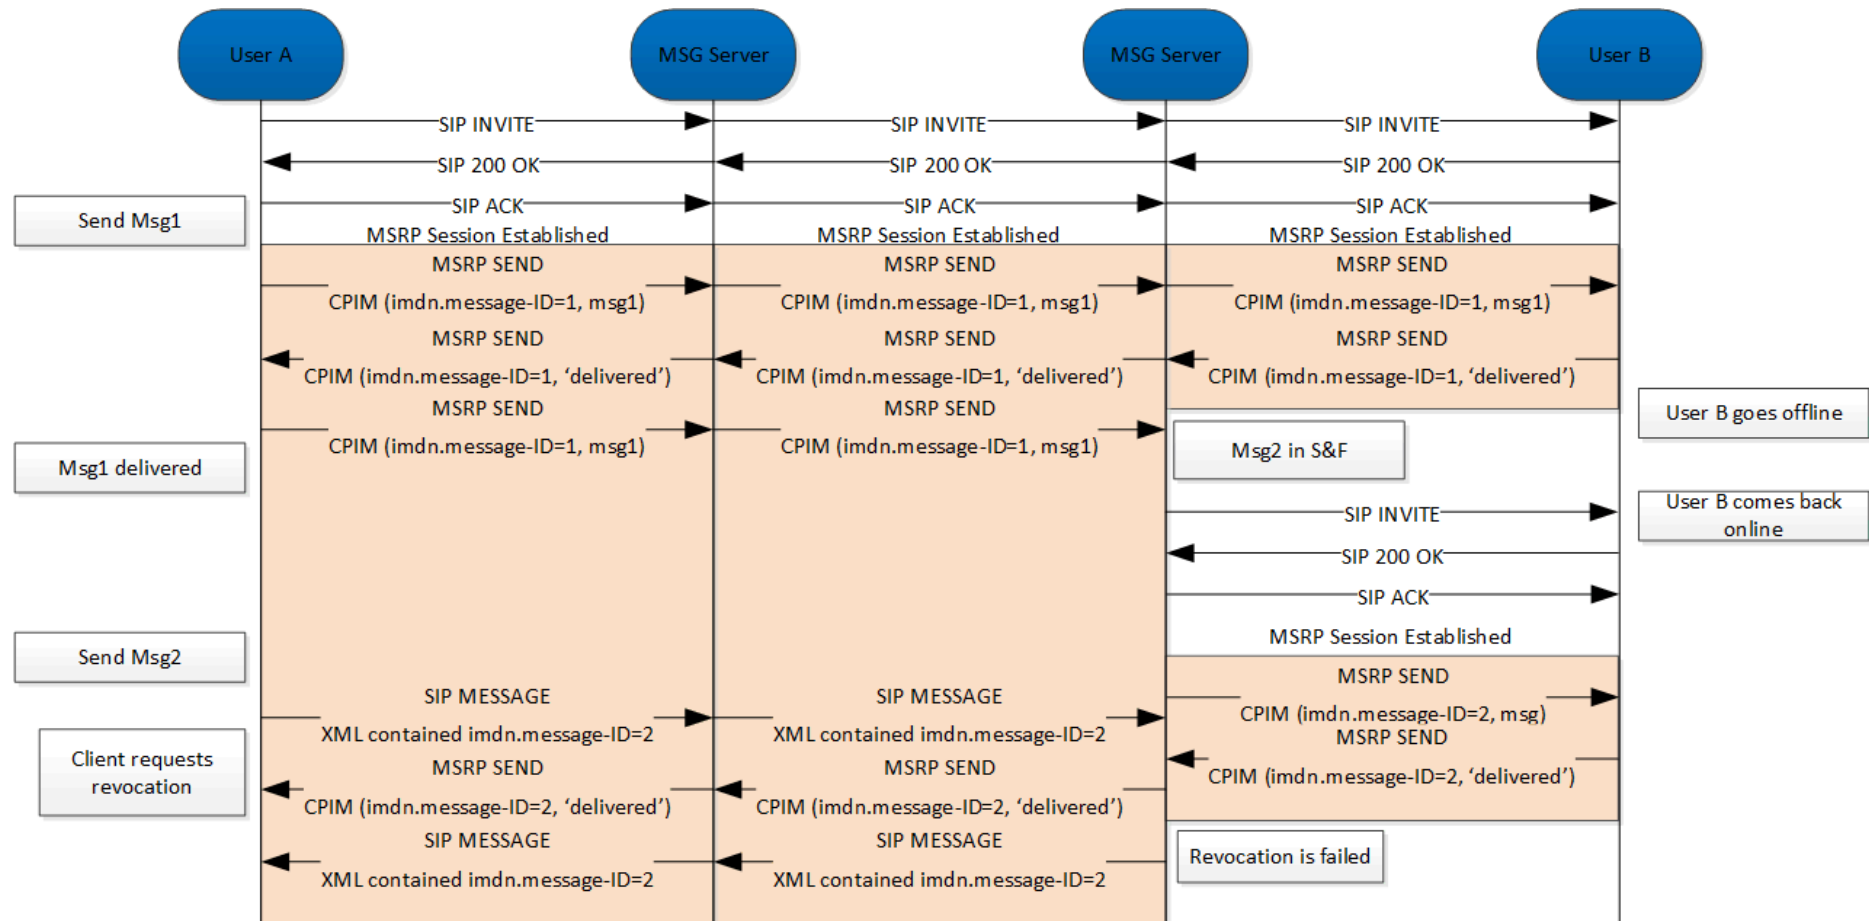 User A
MSG Server
MSG Server
User B
SIP INVITE
SIP INVITE
SIP INVITE
SIP 200 OK
SIP 200 OK
SIP 200 OK
Send Msg1
SIP ACK
SIP ACK
SIP ACK
MSRP Session Established
MSRP Session Established
MSRP Session Established
MSRP SEND
MSRP SEND
MSRP SEND
CPIM (imdn.message-ID=1, msg1)
CPIM (imdn.message-ID=1, msg1)
CPIM (imdn.message-ID=1, msg1)
MSRP SEND
MSRP SEND
MSRP SEND
CPIM (imdn.message-ID=1, ‘delivered’)
CPIM (imdn.message-ID=1, ‘delivered’)
CPIM (imdn.message-ID=1, ‘delivered’)
MSRP SEND
MSRP SEND
User B goes offline
CPIM (imdn.message-ID=1, msg1)
CPIM (imdn.message-ID=1, msg1)
Msg2 in S&F
Msg1 delivered
SIP INVITE
User B comes back
online
SIP 200 OK
SIP ACK
MSRP Session Established
Send Msg2
MSRP SEND
SIP MESSAGE
SIP MESSAGE
CPIM (imdn.message-ID=2, msg)
XML contained imdn.message-ID=2
XML contained imdn.message-ID=2
MSRP SEND
Client requests
revocation
MSRP SEND
MSRP SEND
CPIM (imdn.message-ID=2, ‘delivered’)
CPIM (imdn.message-ID=2, ‘delivered’)
CPIM (imdn.message-ID=2, ‘delivered’)
SIP MESSAGE
SIP MESSAGE
Revocation is failed
XML contained imdn.message-ID=2
XML contained imdn.message-ID=2